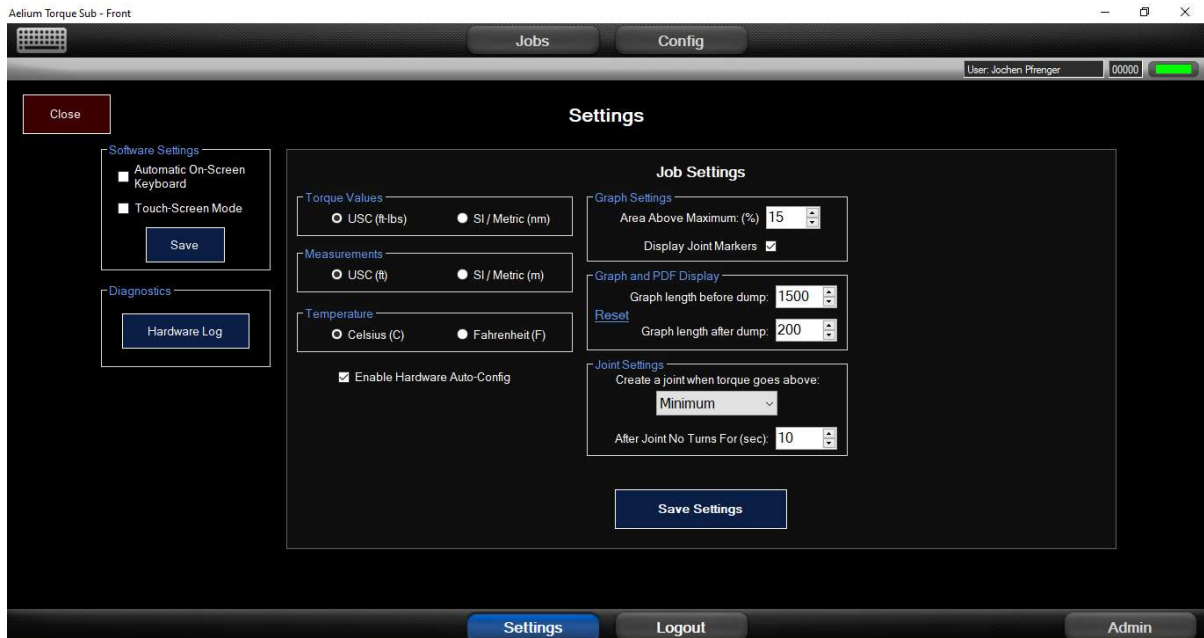 Aelium Torque Sub - Front
Jobs
Config
User: Jochen Pfrenger
00000
Close
Settings
Software Settings
Automatic On-Screen
Keyboard
Touch-Screen Mode
Save
Diagnostics
Hardware Log
Job Settings
Torque Values
USC (ft-lbs)
SI / Metric (nm)
Measurements
USC (ft)
SI / Metric (m)
Temperature
Celsius (C)
Fahrenheit (F)
Enable Hardware Auto-Config
Graph Settings
Area Above Maximum: (%) 15
Display Joint Markers
Graph and PDF Display
Graph length before dump: 1500
Reset
Graph length after dump: 200
Joint Settings
Create a joint when torque goes above:
Minimum
After Joint No Turns For (sec): 10
Save Settings
Settings
Logout
Admin